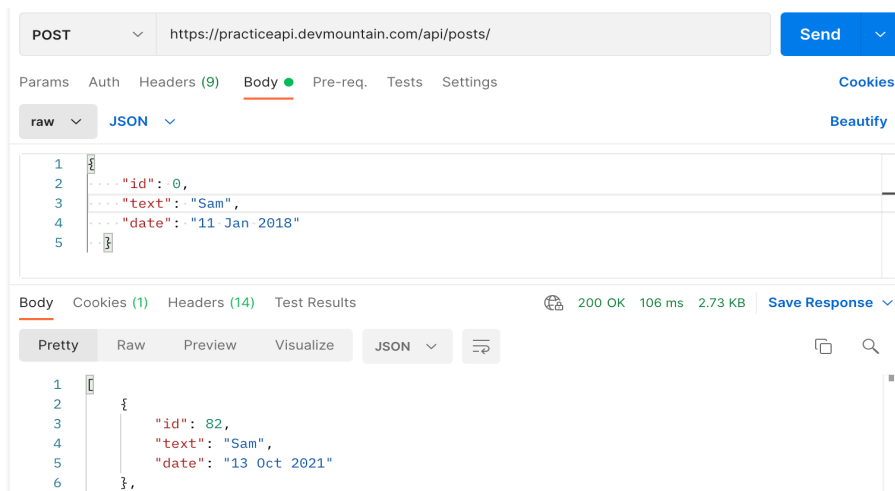 POST https://practiceapi.devmountain.com/api/posts/ Send
Params Auth Headers (9) Body Pre-req. Tests Settings Cookies
raw JSON Beautify
1 {
2 "id": 0,
3 "text": "Sam",
4 "date": "11 Jan 2018"
5 }
Body Cookies (1) Headers (14) Test Results 200 OK 106 ms 2.73 KB Save Response
Pretty Raw Preview Visualize JSON
1 [
2 {
3 "id": 82,
4 "text": "Sam",
5 "date": "13 Oct 2021"
6 },